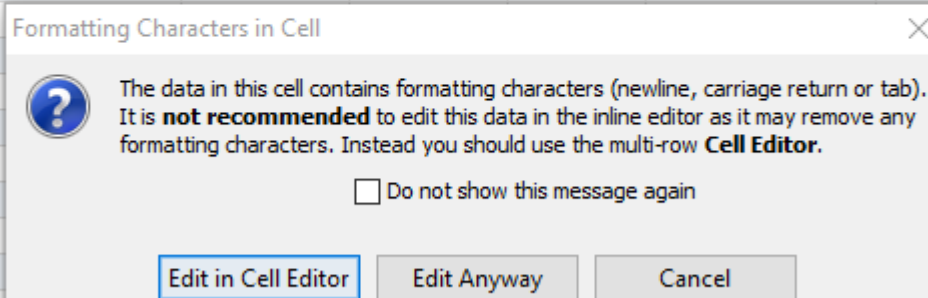 Formatting Characters in Cell
The data in this cell contains formatting characters (newline, carriage return or tab).
It is not recommended to edit this data in the inline editor as it may remove any
formatting characters. Instead you should use the multi-row Cell Editor.
Do not show this message again
Edit in Cell Editor
Edit Anyway
Cancel